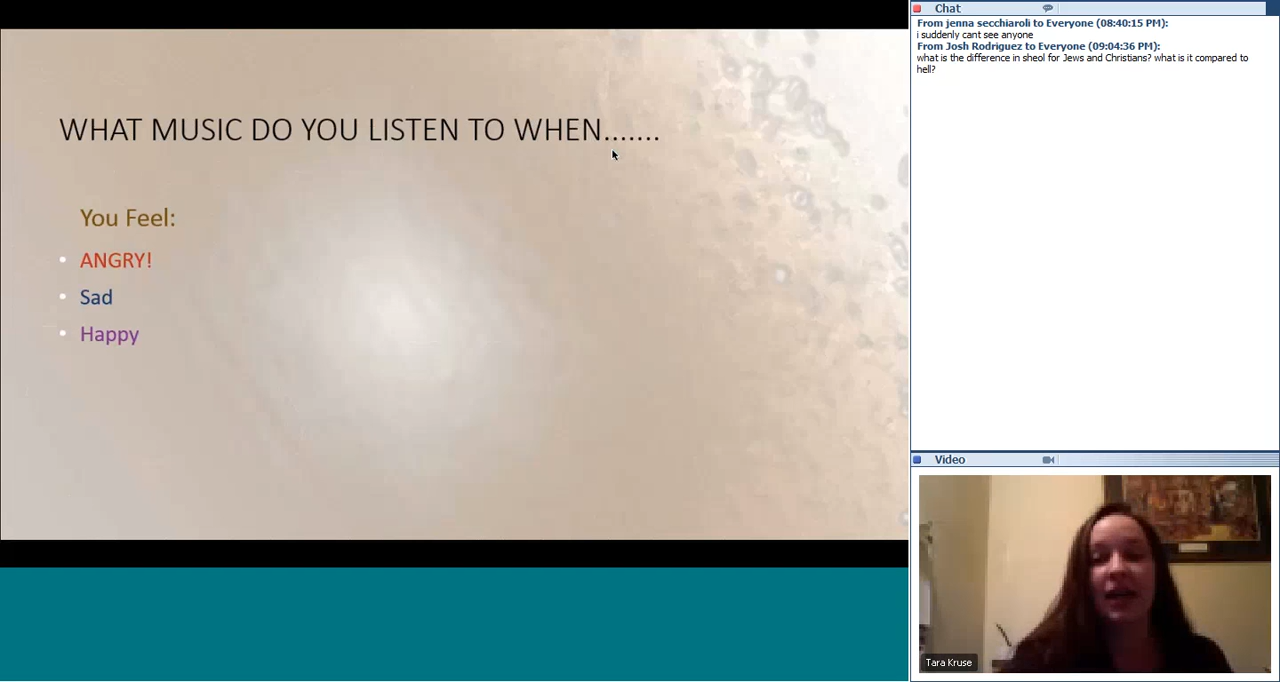 WHAT MUSIC DO YOU LISTEN TO WHEN.......
You Feel:
• ANGRY!
• Sad
• Happy
Chat
From jenna secchiaroli to Everyone (08:40:15 PM):
i suddenly cant see anyone
From Josh Rodriguez to Everyone (09:04:36 PM):
what is the difference in sheol for Jews and Christians? what is it compared to
hell?
Video
Tara Kruse